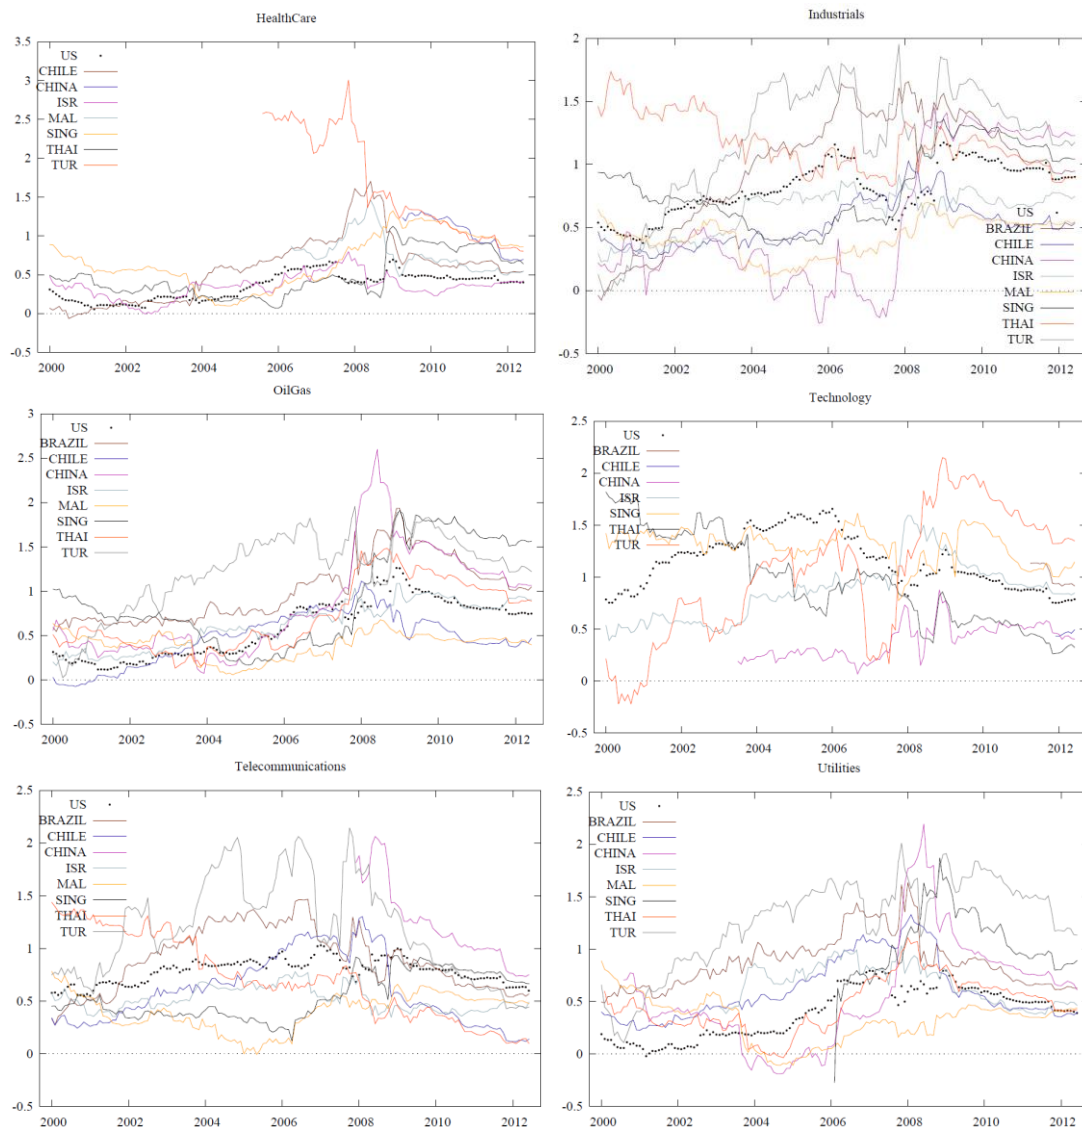 HealthCare
3.5
3
2.5
2
1.5
1
0.5
0
-0.5
US
CHILE
CHINA
ISR
MAL
SING
THAI
TUR
2000 2002 2004 2006 2008 2010 2012
Industrials
2
1.5
1
0.5
0
-0.5
US
BRAZIL
CHILE
CHINA
ISR
MAL
SING
THAI
TUR
2000 2002 2004 2006 2008 2010 2012
OilGas
3
2.5
2
1.5
1
0.5
0
-0.5
US
BRAZIL
CHILE
CHINA
ISR
MAL
SING
THAI
TUR
2000 2002 2004 2006 2008 2010 2012
Technology
2.5
2
1.5
1
0.5
0
-0.5
US
BRAZIL
CHILE
CHINA
ISR
SING
THAI
TUR
2000 2002 2004 2006 2008 2010 2012
Telecommunications
2.5
2
1.5
1
0.5
0
-0.5
US
BRAZIL
CHILE
CHINA
ISR
MAL
SING
THAI
TUR
2000 2002 2004 2006 2008 2010 2012
Utilities
2.5
2
1.5
1
0.5
0
-0.5
US
BRAZIL
CHILE
CHINA
ISR
MAL
SING
THAI
TUR
2000 2002 2004 2006 2008 2010 2012